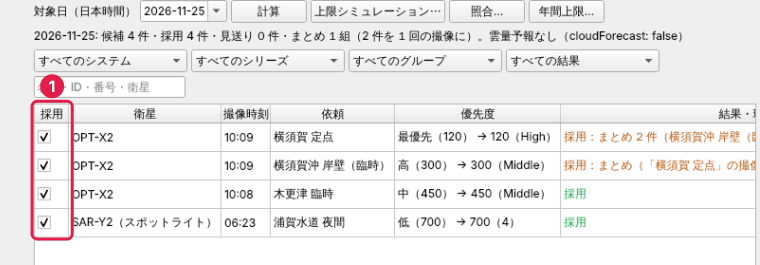 対象日（日本時間） 2026-11-25 計算 上限シミュレーション… 照合... 年間上限...
2026-11-25: 候補 4 件・採用 4 件・見送り 0 件・まとめ 1 組（2 件を 1 回の撮像に）。雲量予報なし（cloudForecast: false）
すべてのシステム すべてのシリーズ すべてのグループ すべての結果
1 ・ID・番号・衛星
採用 衛星 撮像時刻 依頼 優先度 結果・
OPT-X2 10:09 横須賀 定点 最優先（120） → 120（High） 採用：まとめ 2 件（横須賀沖 岸壁（
OPT-X2 10:09 横須賀沖 岸壁（臨時） 高（300） → 300（Middle） 採用：まとめ（「横須賀 定点」の撮
OPT-X2 10:08 木更津 臨時 中（450） → 450（Middle） 採用
SAR-Y2（スポットライト） 06:23 浦賀水道 夜間 低（700） → 700（4） 採用